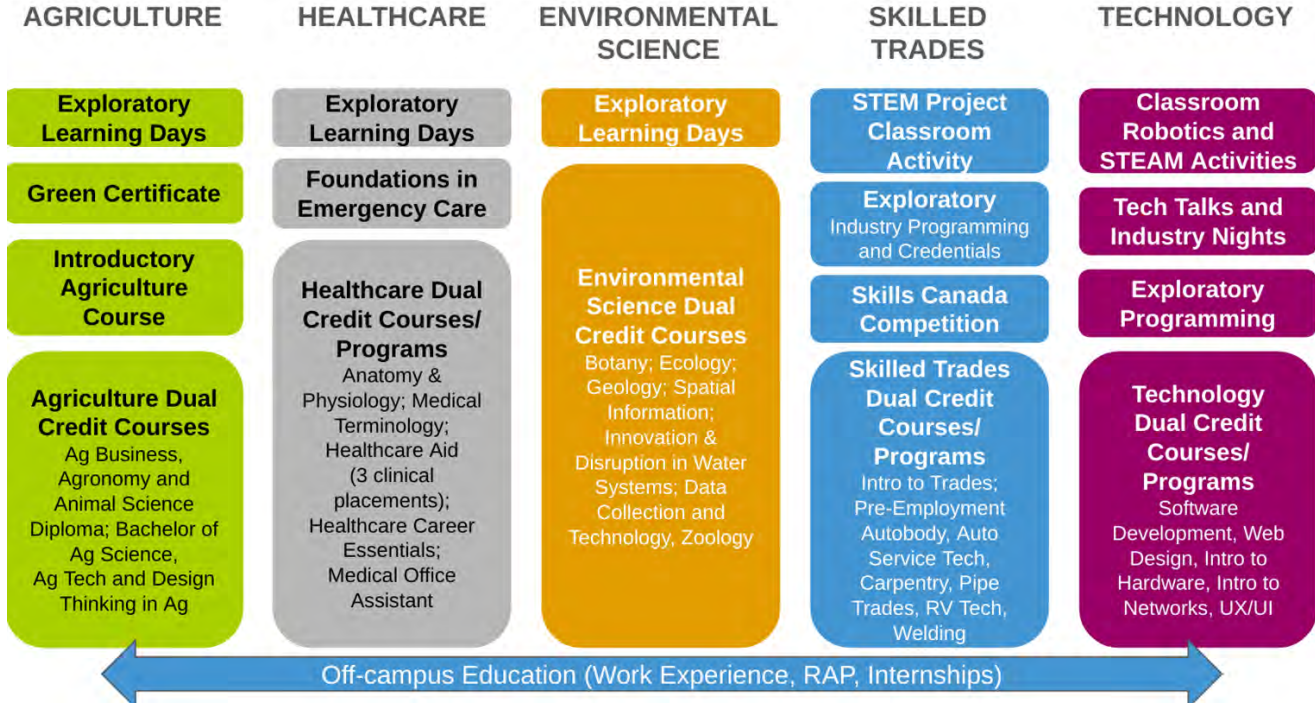 AGRICULTURE
Exploratory
Learning Days
Green Certificate
Introductory
Agriculture
Course
Agriculture Dual
Credit Courses
Ag Business,
Agronomy and
Animal Science
Diploma; Bachelor of
Ag Science,
Ag Tech and Design
Thinking in Ag
HEALTHCARE
Exploratory
Learning Days
Foundations in
Emergency Care
Healthcare Dual
Credit Courses/
Programs
Anatomy &
Physiology; Medical
Terminology;
Healthcare Aid
(3 clinical
placements);
Healthcare Career
Essentials;
Medical Office
Assistant
ENVIRONMENTAL
SCIENCE
Exploratory
Learning Days
Environmental
Science Dual
Credit Courses
Botany; Ecology;
Geology; Spatial
Information;
Innovation &
Disruption in Water
Systems; Data
Collection and
Technology, Zoology
SKILLED
TRADES
STEM Project
Classroom
Activity
Exploratory
Industry Programming
and Credentials
Skills Canada
Competition
Skilled Trades
Dual Credit
Courses/
Programs
Intro to Trades;
Pre-Employment
Autobody, Auto
Service Tech,
Carpentry, Pipe
Trades, RV Tech,
Welding
TECHNOLOGY
Classroom
Robotics and
STEAM Activities
Tech Talks and
Industry Nights
Exploratory
Programming
Technology
Dual Credit
Courses/
Programs
Software
Development, Web
Design, Intro to
Hardware, Intro to
Networks, UX/UI
Off-campus Education (Work Experience, RAP, Internships)